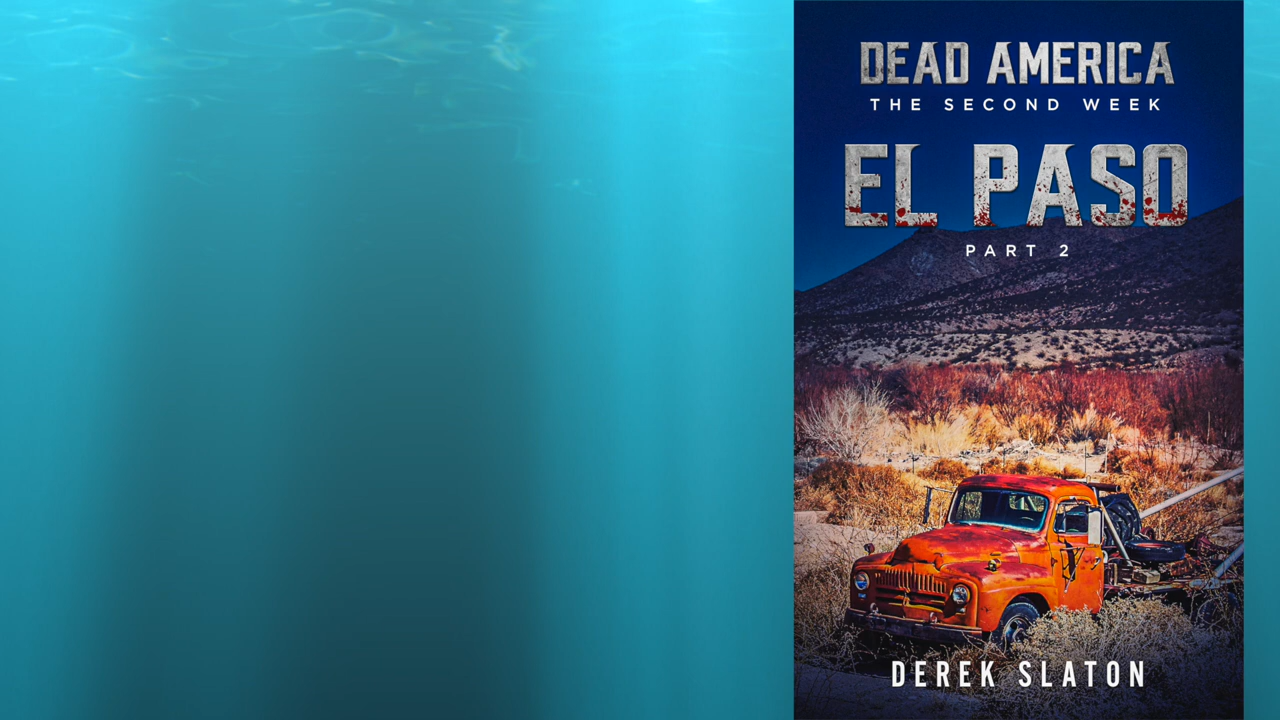 DEAD AMERICA
THE SECOND WEEK
EL PASO
PART 2
DEREK SLATON